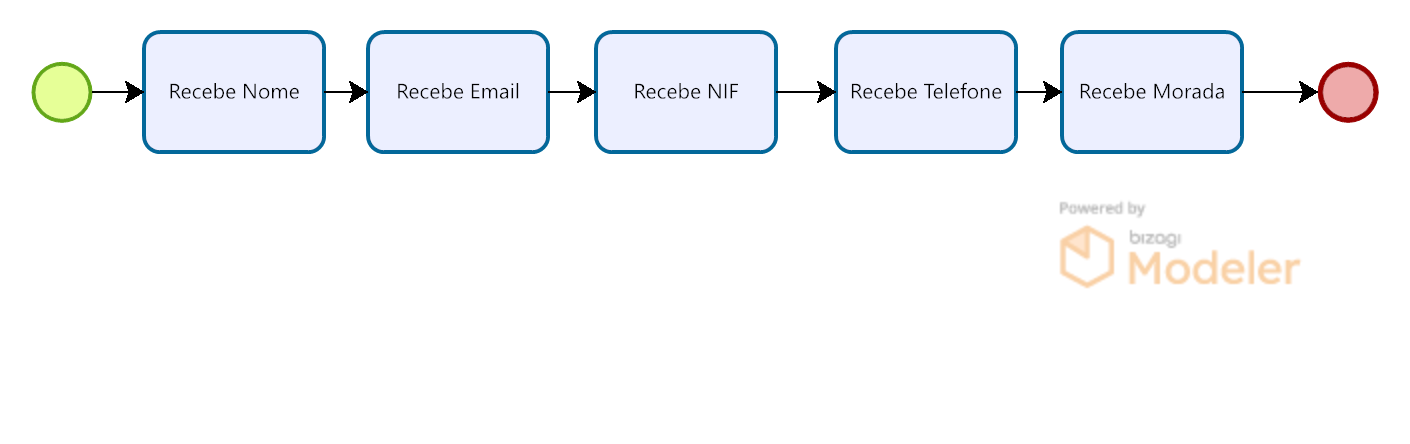 Recebe Nome
Recebe Email
Recebe NIF
Recebe Telefone
Recebe Morada
Powered by
bizagi
Modeler